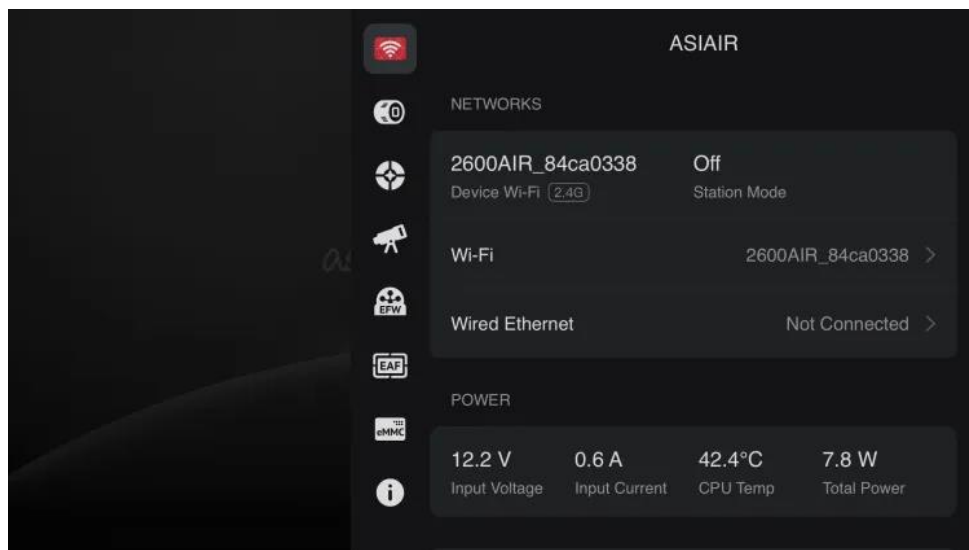 ASIAIR
NETWORKS
2600AIR_84ca0338 Off
Device Wi-Fi 2.4G Station Mode
Wi-Fi 2600AIR_84ca0338 >
Wired Ethernet Not Connected >
EFW
EAF
POWER
eMMC
12.2 V 0.6 A 42.4°C 7.8 W
Input Voltage Input Current CPU Temp Total Power